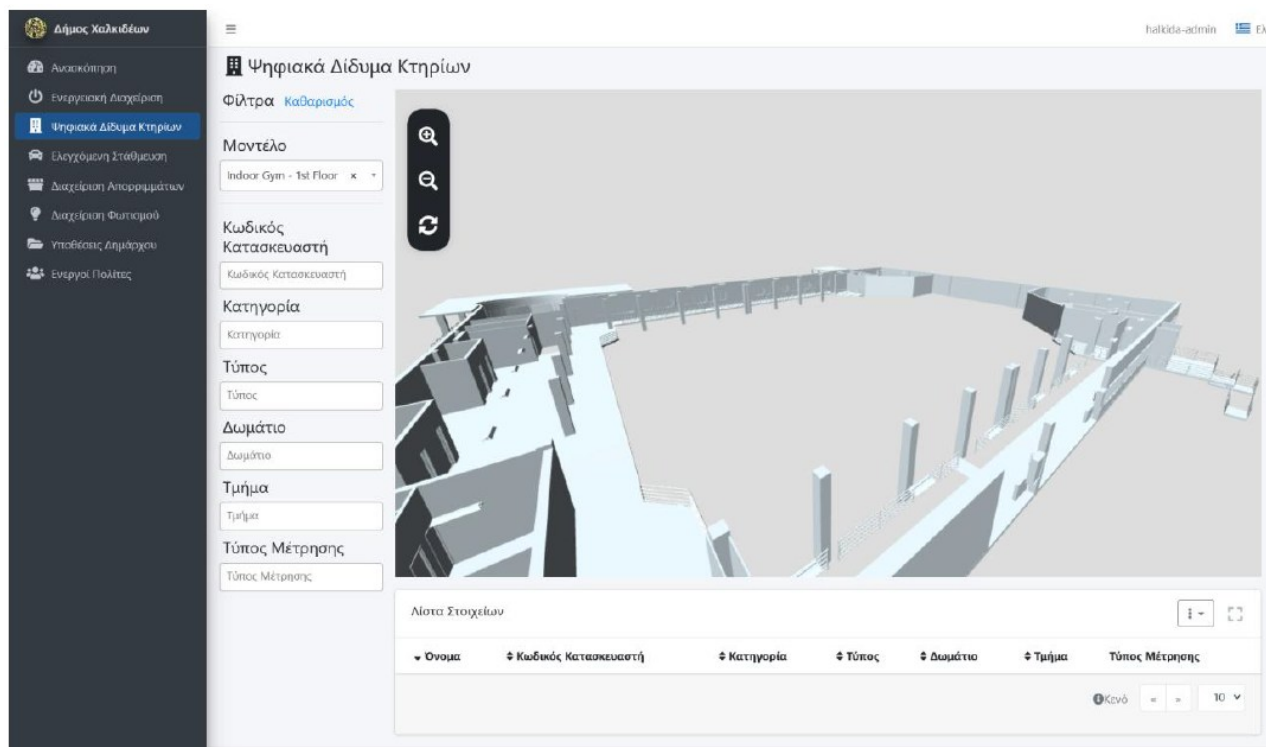 Δήμος Χαλκιδέων
halkida-admin
Ελ
Ανασκόπηση
Ενεργειακή Διαχείριση
Ψηφιακά Δίδυμα Κτηρίων
Ελεγχόμενη Στάθμευση
Διαχείριση Απορριμμάτων
Διαχείριση Φωτισμού
Υποθέσεις Δημάρχου
Ενεργοί Πολίτες
Ψηφιακά Δίδυμα Κτηρίων
Φίλτρα Καθαρισμός
Μοντέλο
Indoor Gym - 1st Floor ×
Κωδικός
Κατασκευαστή
Κωδικός Κατασκευαστή
Κατηγορία
Κατηγορία
Τύπος
Τύπος
Δωμάτιο
Δωμάτιο
Τμήμα
Τμήμα
Τύπος Μέτρησης
Τύπος Μέτρησης
Λίστα Στοιχείων
Όνομα Κωδικός Κατασκευαστή Κατηγορία Τύπος Δωμάτιο Τμήμα Τύπος Μέτρησης
Κενό « » 10